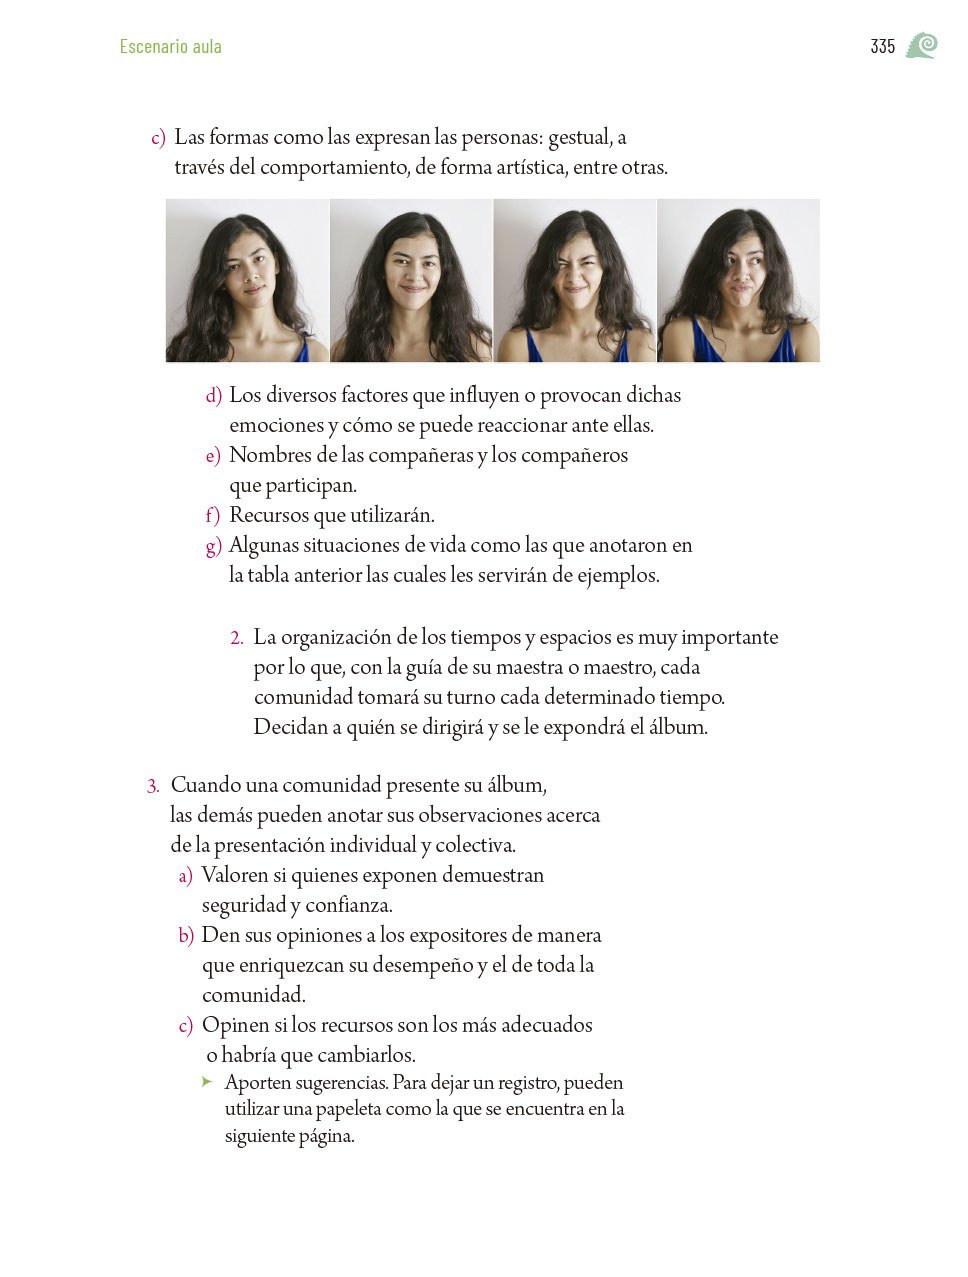 Escenario aula
335
c) Las formas como las expresan las personas: gestual, a
través del comportamiento, de forma artística, entre otras.
d) Los diversos factores que influyen o provocan dichas
emociones y cómo se puede reaccionar ante ellas.
e) Nombres de las compañeras y los compañeros
que participan.
f) Recursos que utilizarán.
g) Algunas situaciones de vida como las que anotaron en
la tabla anterior las cuales les servirán de ejemplos.
2. La organización de los tiempos y espacios es muy importante
por lo que, con la guía de su maestra o maestro, cada
comunidad tomará su turno cada determinado tiempo.
Decidan a quién se dirigirá y se le expondrá el álbum.
3. Cuando una comunidad presente su álbum,
las demás pueden anotar sus observaciones acerca
de la presentación individual y colectiva.
a) Valoren si quienes exponen demuestran
seguridad y confianza.
b) Den sus opiniones a los expositores de manera
que enriquezcan su desempeño y el de toda la
comunidad.
c) Opinen si los recursos son los más adecuados
o habría que cambiarlos.
➤ Aporten sugerencias. Para dejar un registro, pueden
utilizar una papeleta como la que se encuentra en la
siguiente página.